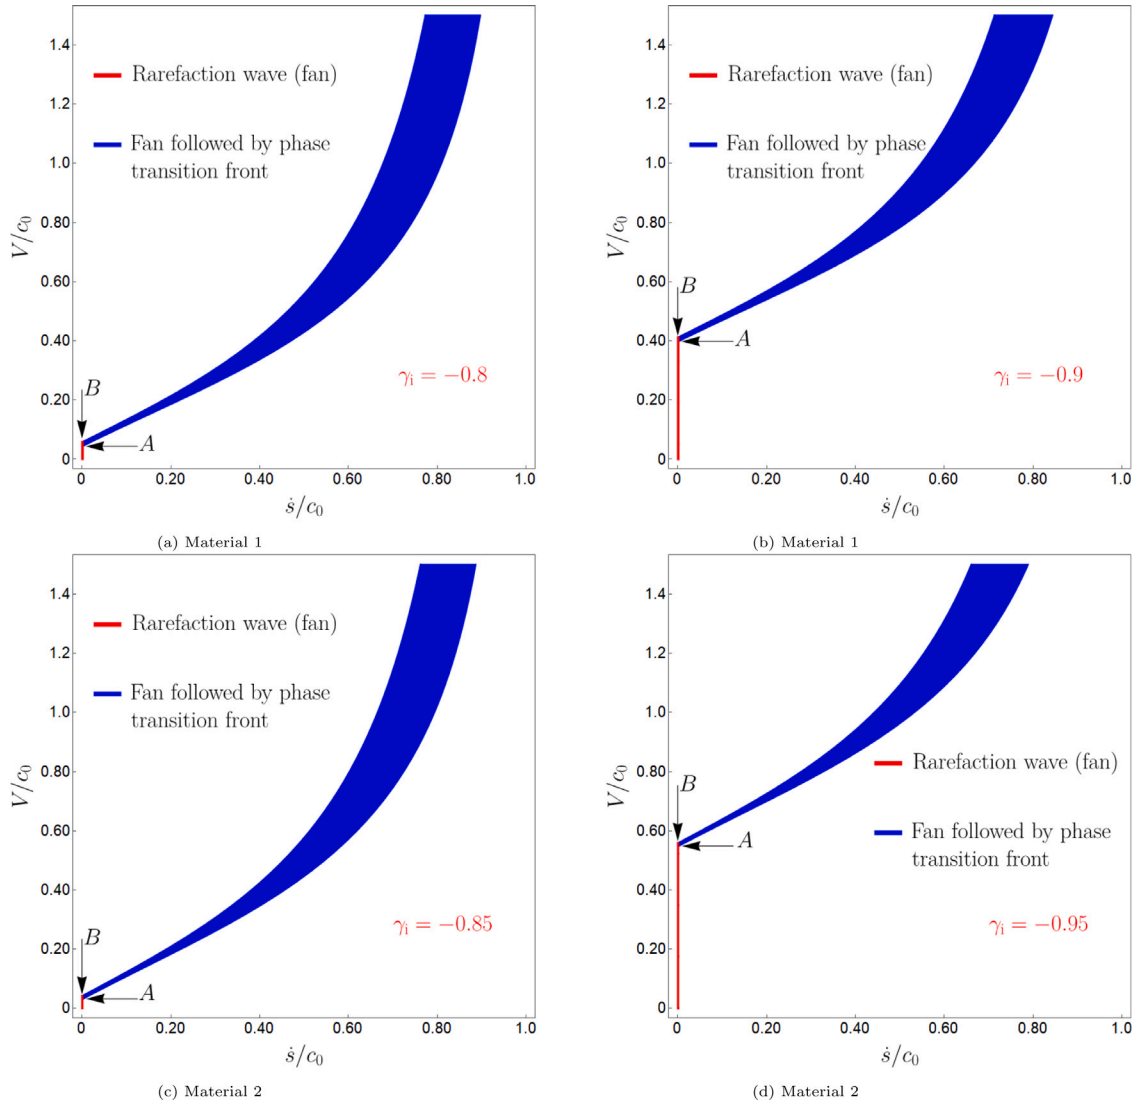 1.4
Rarefaction wave (fan)
1.2
Fan followed by phase
transition front
1.0
V/c₀
0.80
0.60
0.40
γᵢ = −0.8
B
0.20
A
0
0
0.20
0.40
0.60
0.80
1.0
ṡ/c₀
(a) Material 1
1.4
Rarefaction wave (fan)
1.2
Fan followed by phase
transition front
1.0
V/c₀
0.80
0.60
B
0.40
A
γᵢ = −0.9
0.20
0
0
0.20
0.40
0.60
0.80
1.0
ṡ/c₀
(b) Material 1
1.4
Rarefaction wave (fan)
1.2
Fan followed by phase
transition front
1.0
V/c₀
0.80
0.60
0.40
γᵢ = −0.85
B
0.20
A
0
0
0.20
0.40
0.60
0.80
1.0
ṡ/c₀
(c) Material 2
1.4
1.2
1.0
Rarefaction wave (fan)
V/c₀
0.80
B
Fan followed by phase
transition front
0.60
A
0.40
γᵢ = −0.95
0.20
0
0
0.20
0.40
0.60
0.80
1.0
ṡ/c₀
(d) Material 2